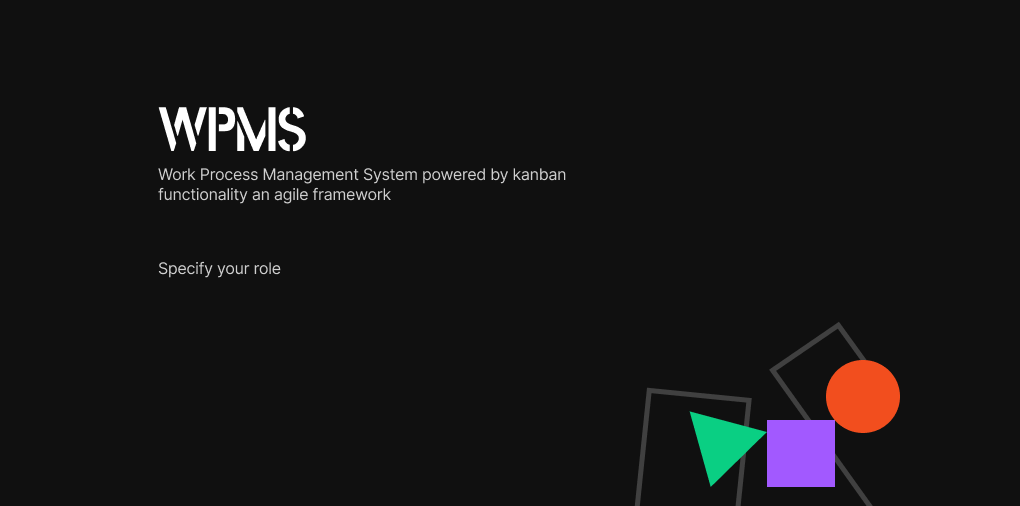 WPMS
Work Process Management System powered by kanban
functionality an agile framework
Specify your role